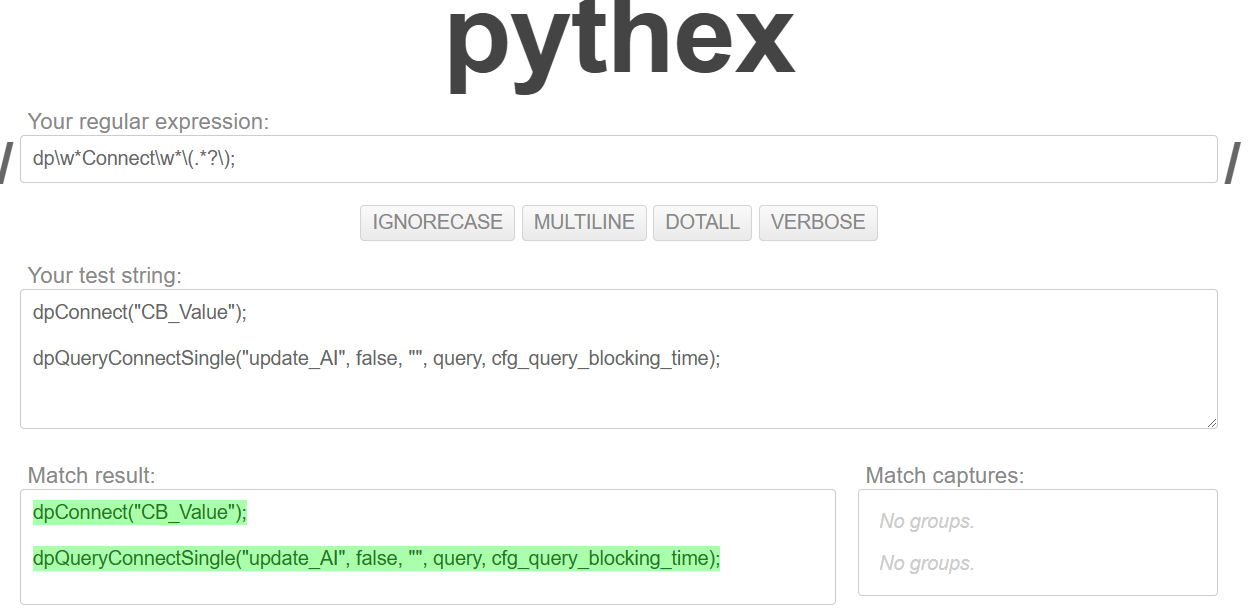 pythex
Your regular expression:
/ dp\w*Connect\w*\(.*?\); /
IGNORECASE MULTILINE DOTALL VERBOSE
Your test string:
dpConnect("CB_Value");
dpQueryConnectSingle("update_AI", false, "", query, cfg_query_blocking_time);
Match result:
Match captures:
dpConnect("CB_Value");
No groups.
dpQueryConnectSingle("update_AI", false, "", query, cfg_query_blocking_time);
No groups.